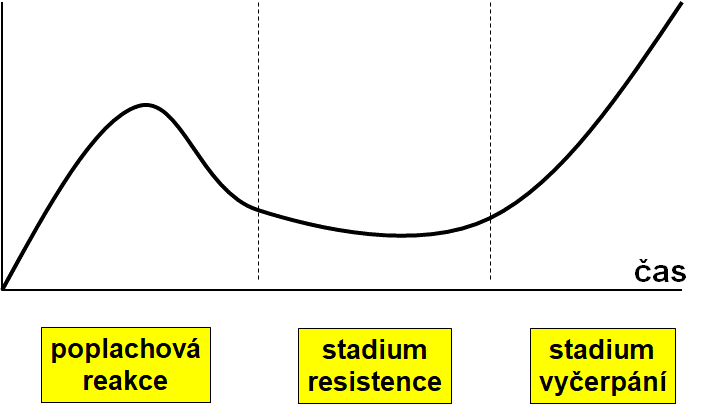 čas
poplachová
reakce
stadium
resistence
stadium
vyčerpání